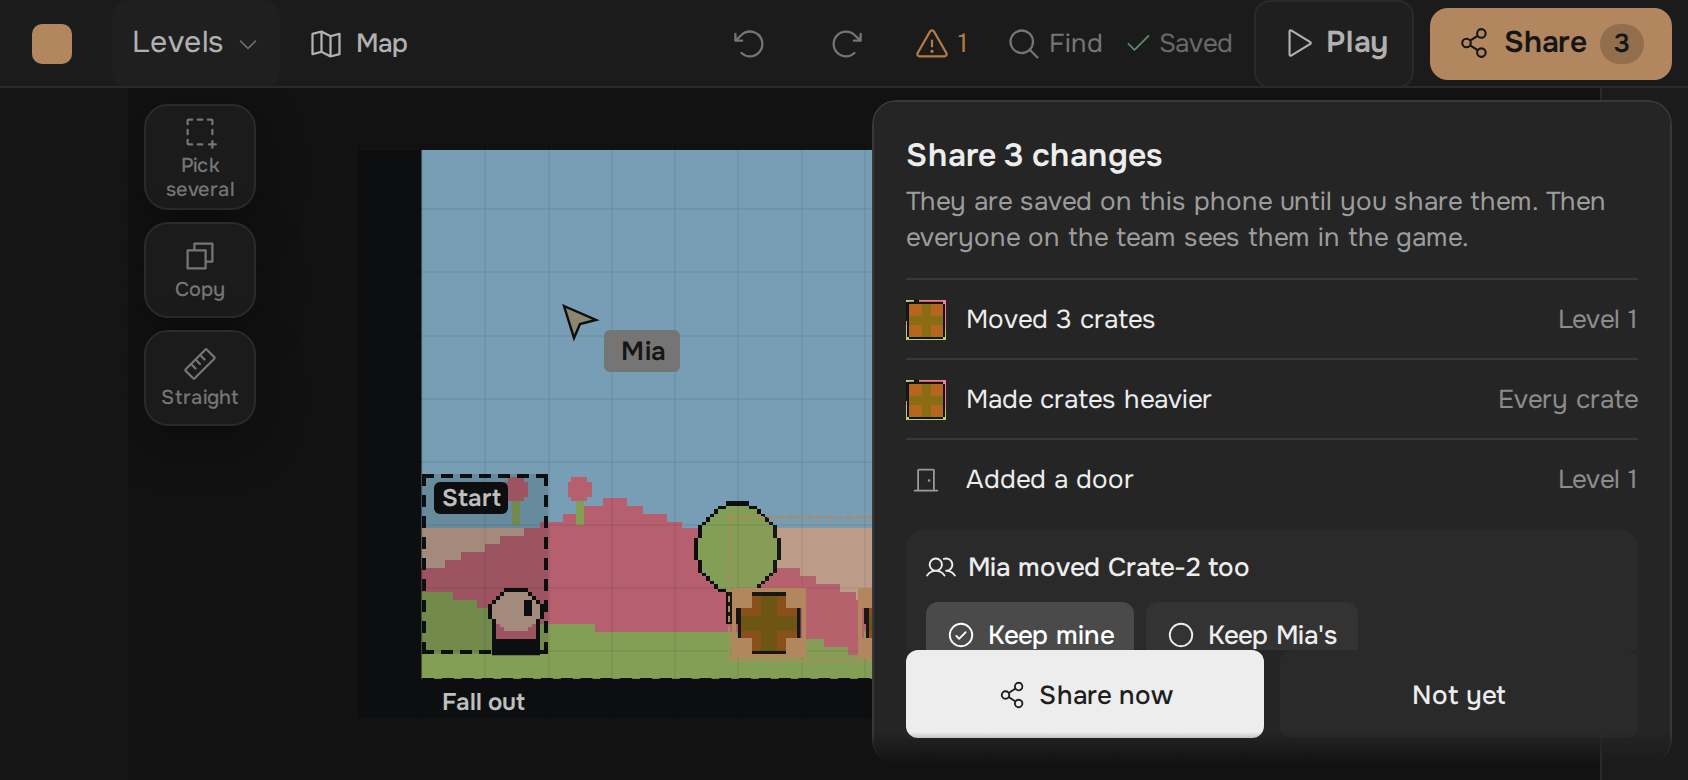 Levels
Map
1
Find
Saved
Play
Share 3
Pick
several
Copy
Straight
Mia
Start
Fall out
Share 3 changes
They are saved on this phone until you share them. Then
everyone on the team sees them in the game.
Moved 3 crates
Level 1
Made crates heavier
Every crate
Added a door
Level 1
Mia moved Crate-2 too
Keep mine
Keep Mia's
Share now
Not yet